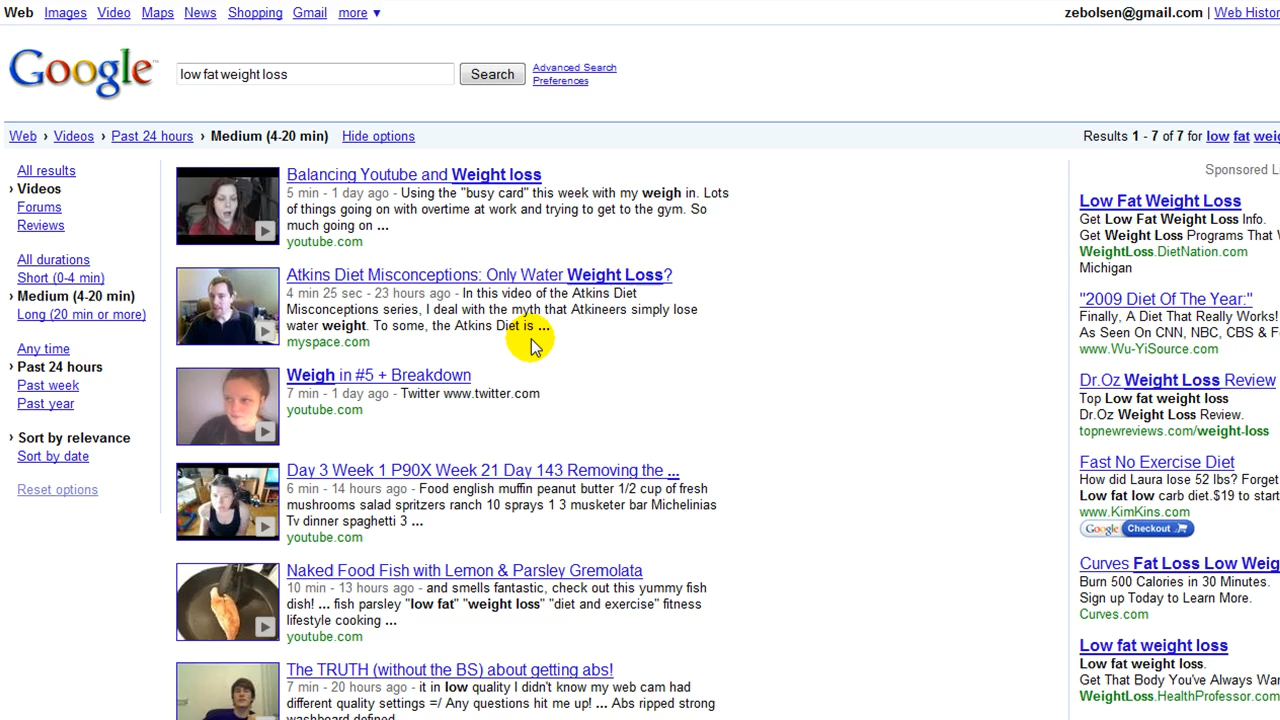 Web Images Video Maps News Shopping Gmail more ▼
zebolsen@gmail.com | Web Histor
Google™
low fat weight loss
Search
Advanced Search
Preferences
Web › Videos › Past 24 hours › Medium (4-20 min) Hide options
Results 1 - 7 of 7 for low fat weig
All results
› Videos
Forums
Reviews
All durations
Short (0-4 min)
› Medium (4-20 min)
Long (20 min or more)
Any time
› Past 24 hours
Past week
Past year
› Sort by relevance
Sort by date
Reset options
Balancing Youtube and Weight loss
5 min - 1 day ago - Using the "busy card" this week with my weigh in. Lots
of things going on with overtime at work and trying to get to the gym. So
much going on ...
youtube.com
Atkins Diet Misconceptions: Only Water Weight Loss?
4 min 25 sec - 23 hours ago - In this video of the Atkins Diet
Misconceptions series, I deal with the myth that Atkineers simply lose
water weight. To some, the Atkins Diet is ...
myspace.com
Weigh in #5 + Breakdown
7 min - 1 day ago - Twitter www.twitter.com
youtube.com
Day 3 Week 1 P90X Week 21 Day 143 Removing the ...
6 min - 14 hours ago - Food english muffin peanut butter 1/2 cup of fresh
mushrooms salad spritzers ranch 10 sprays 1 3 musketer bar Michelinias
Tv dinner spaghetti 3 ...
youtube.com
Naked Food Fish with Lemon & Parsley Gremolata
10 min - 13 hours ago - and smells fantastic, check out this yummy fish
dish! ... fish parsley "low fat" "weight loss" "diet and exercise" fitness
lifestyle cooking ...
youtube.com
The TRUTH (without the BS) about getting abs!
7 min - 20 hours ago - it in low quality I didn't know my web cam had
different quality settings =/ Any questions hit me up! ... Abs ripped strong
washboard defined
Sponsored Li
Low Fat Weight Loss
Get Low Fat Weight Loss Info.
Get Weight Loss Programs That W
WeightLoss.DietNation.com
Michigan
"2009 Diet Of The Year:"
Finally, A Diet That Really Works!
As Seen On CNN, NBC, CBS & F
www.Wu-YiSource.com
Dr.Oz Weight Loss Review
Top Low fat weight loss
Dr.Oz Weight Loss Review.
topnewreviews.com/weight-loss
Fast No Exercise Diet
How did Laura lose 52 lbs? Forget
Low fat low carb diet.$19 to start
www.KimKins.com
Google Checkout
Curves Fat Loss Low Weig
Burn 500 Calories in 30 Minutes.
Sign up Today to Learn More.
Curves.com
Low fat weight loss
Low fat weight loss.
Get That Body You've Always Wan
WeightLoss.HealthProfessor.com